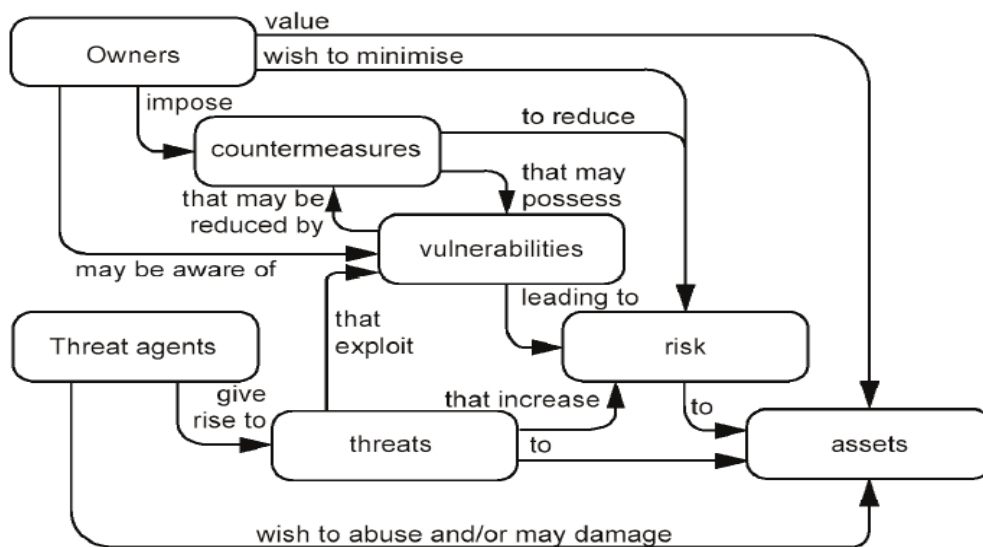 value
Owners
wish to minimise
impose
to reduce
countermeasures
that may
possess
that may be
reduced by
vulnerabilities
may be aware of
leading to
that
exploit
Threat agents
risk
give
rise to
that increase
to
threats
to
assets
wish to abuse and/or may damage